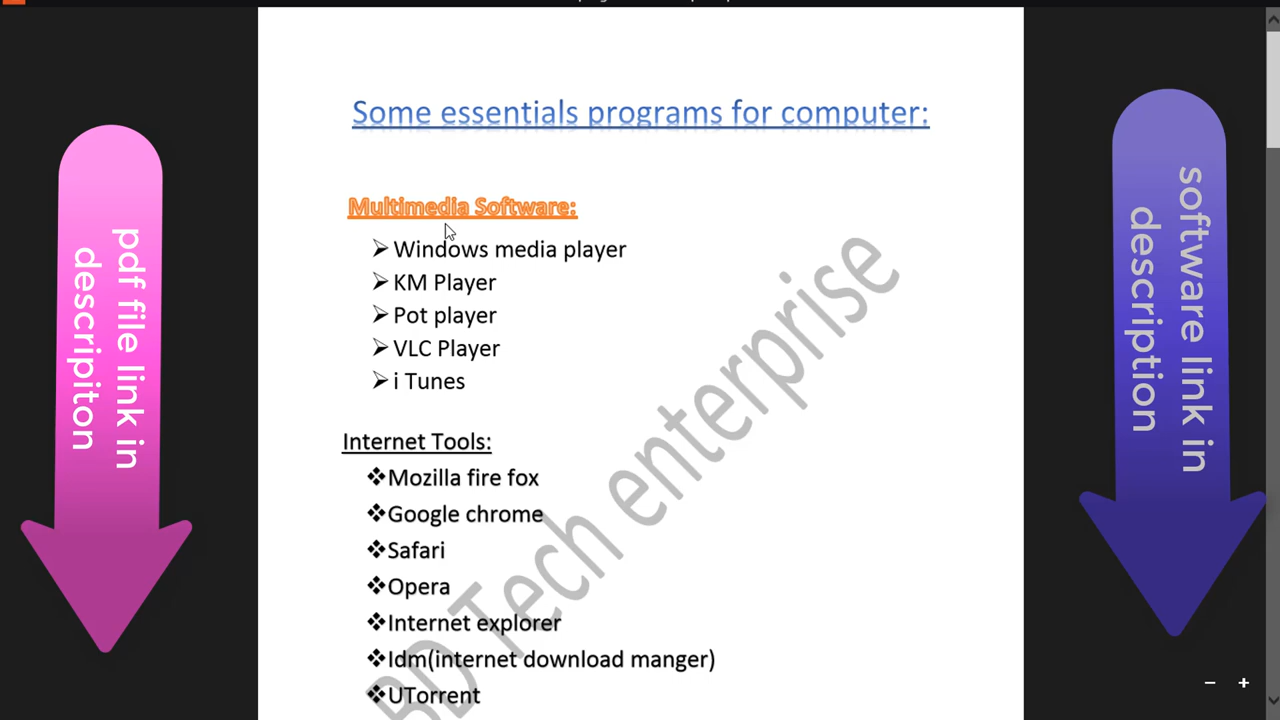 Some essentials programs for computer:
Multimedia Software:
Windows media player
KM Player
Pot player
VLC Player
i Tunes
Internet Tools:
Mozilla fire fox
Google chrome
Safari
Opera
Internet explorer
Idm(internet download manger)
UTorrent
BD Tech enterprise
pdf file link in
descripiton
software link in
description